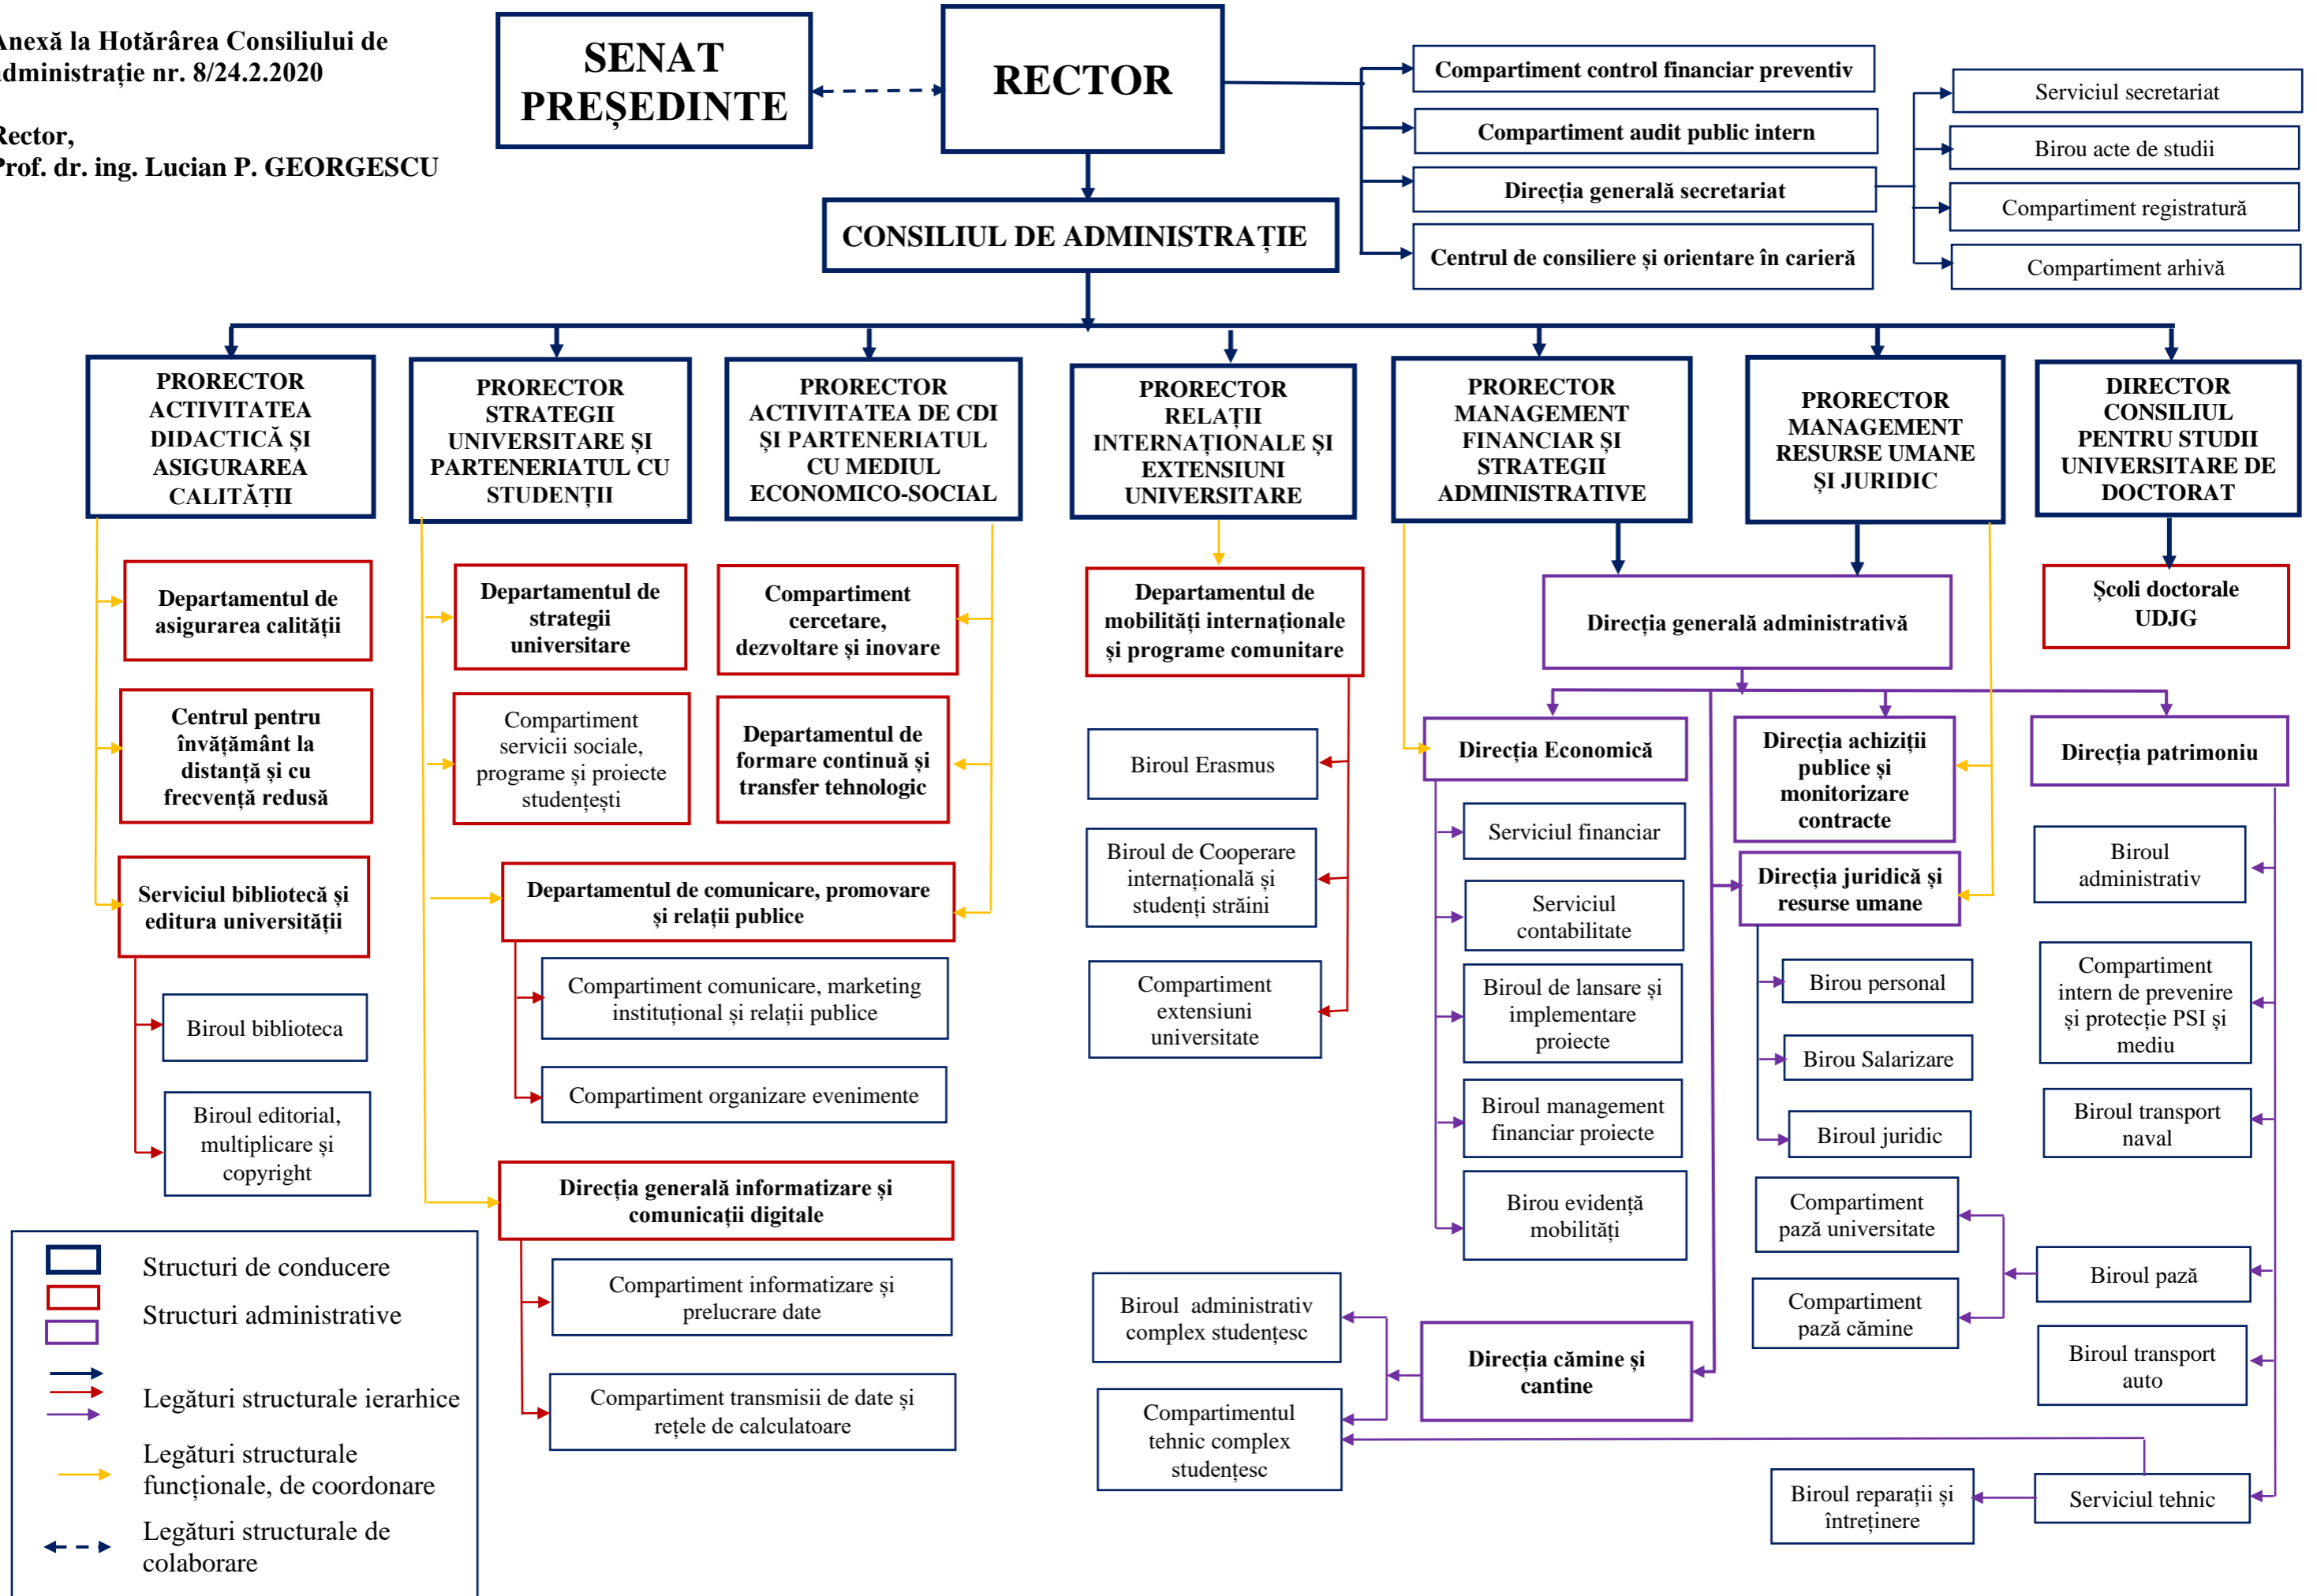 Anexă la Hotărârea Consiliului de
administrație nr. 8/24.2.2020
Rector,
Prof. dr. ing. Lucian P. GEORGESCU
SENAT
PREȘEDINTE
RECTOR
CONSILIUL DE ADMINISTRAȚIE
Compartiment control financiar preventiv
Compartiment audit public intern
Direcția generală secretariat
Centrul de consiliere și orientare în carieră
Serviciul secretariat
Birou acte de studii
Compartiment registratură
Compartiment arhivă
PRORECTOR
ACTIVITATEA
DIDACTICĂ ȘI
ASIGURAREA
CALITĂȚII
PRORECTOR
STRATEGII
UNIVERSITARE ȘI
PARTENERIATUL CU
STUDENȚII
PRORECTOR
ACTIVITATEA DE CDI
ȘI PARTENERIATUL
CU MEDIUL
ECONOMICO-SOCIAL
PRORECTOR
RELAȚII
INTERNAȚIONALE ȘI
EXTENSIUNI
UNIVERSITARE
PRORECTOR
MANAGEMENT
FINANCIAR ȘI
STRATEGII
ADMINISTRATIVE
PRORECTOR
MANAGEMENT
RESURSE UMANE
ȘI JURIDIC
DIRECTOR
CONSILIUL
PENTRU STUDII
UNIVERSITARE DE
DOCTORAT
Departamentul de
asigurarea calității
Centrul pentru
învățământ la
distanță și cu
frecvență redusă
Serviciul bibliotecă și
editura universității
Biroul biblioteca
Biroul editorial,
multiplicare și
copyright
Departamentul de
strategii
universitare
Compartiment
servicii sociale,
programe și proiecte
studențești
Compartiment
cercetare,
dezvoltare și inovare
Departamentul de
formare continuă și
transfer tehnologic
Departamentul de comunicare, promovare
și relații publice
Compartiment comunicare, marketing
instituțional și relații publice
Compartiment organizare evenimente
Direcția generală informatizare și
comunicații digitale
Compartiment informatizare și
prelucrare date
Compartiment transmisii de date și
rețele de calculatoare
Departamentul de
mobilități internaționale
și programe comunitare
Biroul Erasmus
Biroul de Cooperare
internațională și
studenți străini
Compartiment
extensiuni
universitate
Direcția generală administrativă
Școli doctorale
UDJG
Direcția Economică
Serviciul financiar
Serviciul
contabilitate
Biroul de lansare și
implementare
proiecte
Biroul management
financiar proiecte
Birou evidență
mobilități
Direcția achiziții
publice și
monitorizare
contracte
Direcția juridică și
resurse umane
Birou personal
Birou Salarizare
Biroul juridic
Direcția patrimoniu
Biroul
administrativ
Compartiment
intern de prevenire
și protecție PSI și
mediu
Biroul transport
naval
Compartiment
pază universitate
Compartiment
pază cămine
Biroul pază
Biroul transport
auto
Biroul administrativ
complex studențesc
Compartimentul
tehnic complex
studențesc
Direcția cămine și
cantine
Biroul reparații și
întreținere
Serviciul tehnic
Structuri de conducere
Structuri administrative
Legături structurale ierarhice
Legături structurale
funcționale, de coordonare
Legături structurale de
colaborare